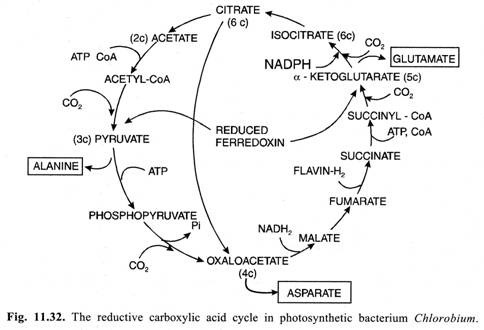 CITRATE
(6 c)
(2c) ACETATE
ISOCITRATE (6c)
ATP CoA
CO2
GLUTAMATE
NADPH
ACETYL-CoA
α - KETOGLUTARATE (5c)
CO2
CO2
SUCCINYL - CoA
REDUCED
FERREDOXIN
(3c) PYRUVATE
ATP, CoA
ALANINE
SUCCINATE
ATP
FLAVIN-H2
FUMARATE
PHOSPHOPYRUVATE
Pi
NADH2
MALATE
CO2
OXALOACETATE
(4c)
ASPARATE
Fig. 11.32. The reductive carboxylic acid cycle in photosynthetic bacterium Chlorobium.